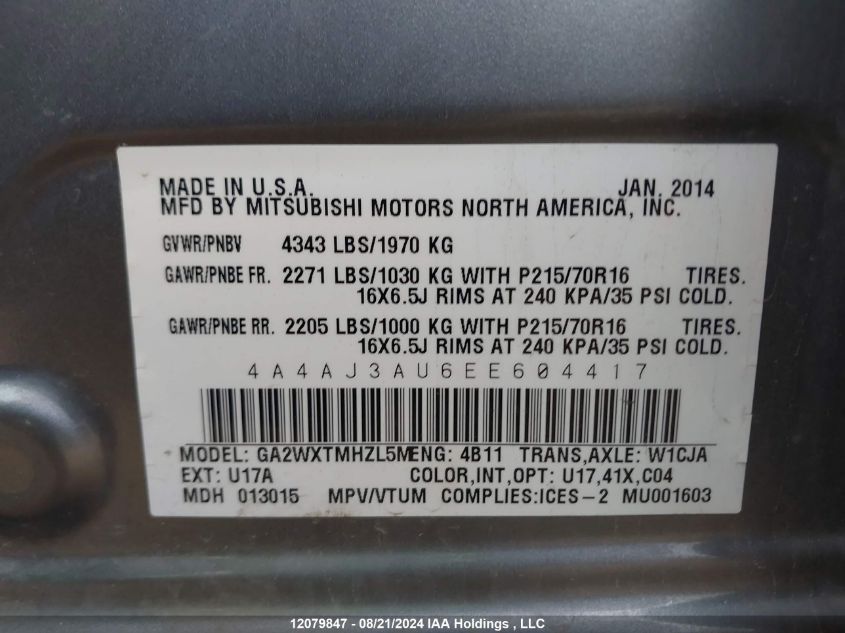 MADE IN U.S.A. JAN. 2014
MFD BY MITSUBISHI MOTORS NORTH AMERICA, INC.
GVWR/PNBV 4343 LBS/1970 KG
GAWR/PNBE FR. 2271 LBS/1030 KG WITH P215/70R16 TIRES.
16X6.5J RIMS AT 240 KPA/35 PSI COLD.
GAWR/PNBE RR. 2205 LBS/1000 KG WITH P215/70R16 TIRES.
16X6.5J RIMS AT 240 KPA/35 PSI COLD.
4A4AJ3AU6EE604417
MODEL: GA2WXTMHZL5M ENG: 4B11 TRANS,AXLE: W1CJA
EXT: U17A COLOR,INT,OPT: U17,41X,C04
MDH 013015 MPV/VTUM COMPLIES:ICES-2 MU001603
12079847 - 08/21/2024 IAA Holdings , LLC